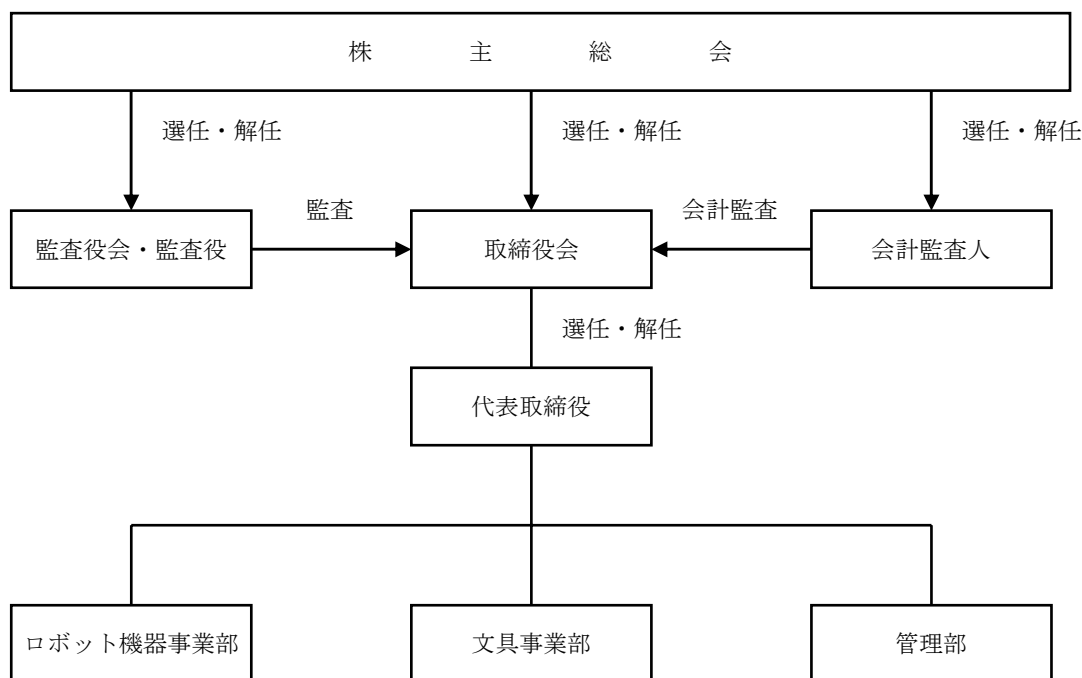 株主総会
選任・解任 選任・解任 選任・解任
監査 会計監査
監査役会・監査役 取締役会 会計監査人
選任・解任
代表取締役
ロボット機器事業部 文具事業部 管理部